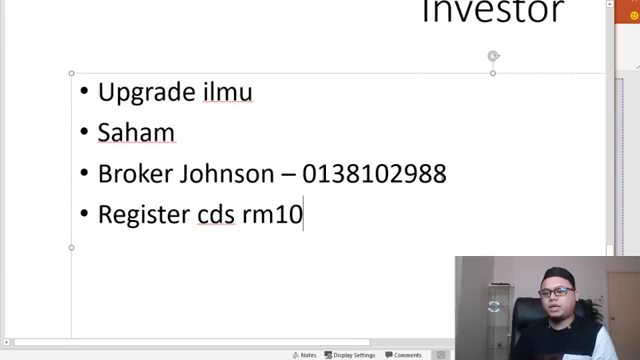 Investor
• Upgrade ilmu
• Saham
• Broker Johnson – 0138102988
• Register cds rm10
Notes Display Settings Comments